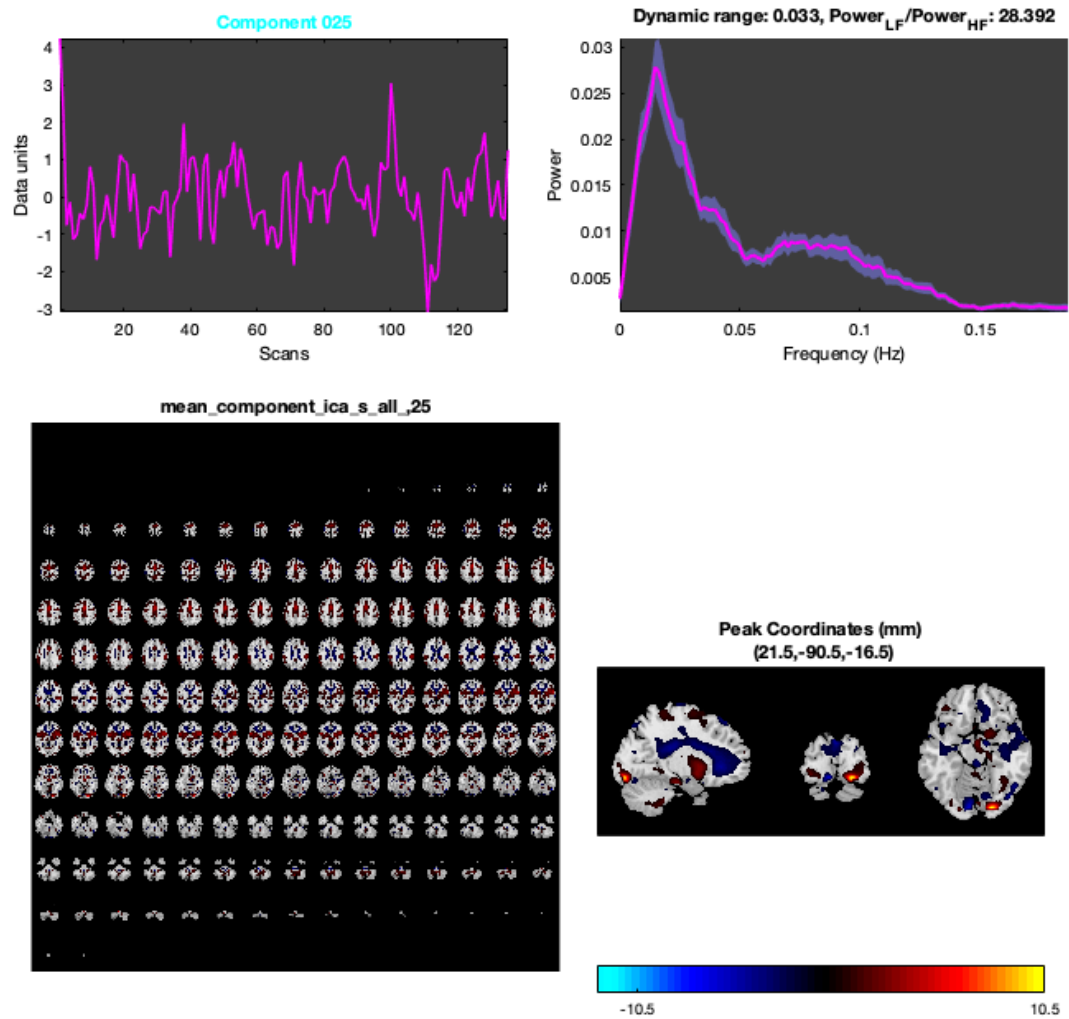 Component 025
4
3
2
1
0
-1
-2
-3
Data units
20 40 60 80 100 120
Scans
Dynamic range: 0.033, Power_LF/Power_HF: 28.392
0.03
0.025
0.02
0.015
0.01
0.005
Power
0 0.05 0.1 0.15
Frequency (Hz)
mean_component_ica_s_all_,25
Peak Coordinates (mm)
(21.5,-90.5,-16.5)
-10.5 10.5